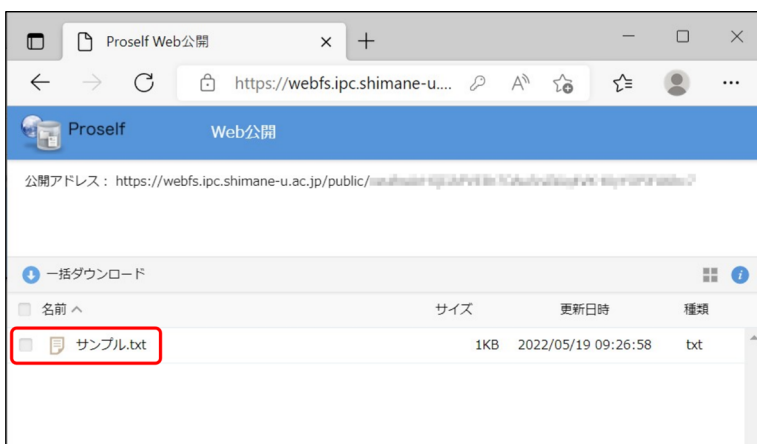 Proself Web公開
https://webfs.ipc.shimane-u....
Proself Web公開
公開アドレス： https://webfs.ipc.shimane-u.ac.jp/public/
一括ダウンロード
名前 サイズ 更新日時 種類
サンプル.txt 1KB 2022/05/19 09:26:58 txt